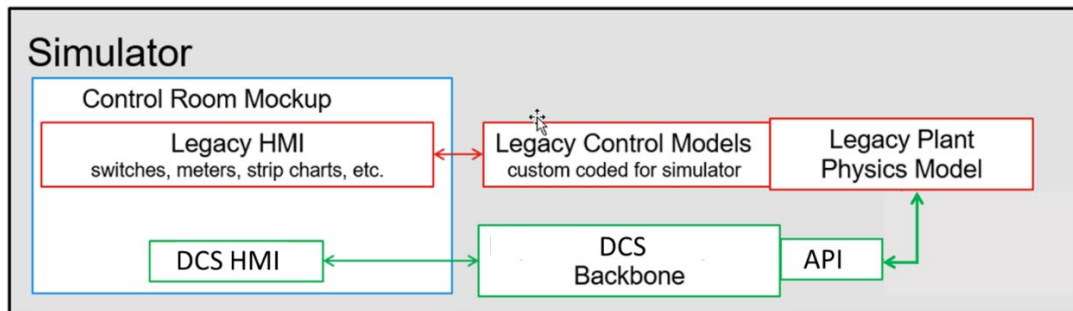 Simulator
Control Room Mockup
Legacy HMI
switches, meters, strip charts, etc.
Legacy Control Models
custom coded for simulator
Legacy Plant
Physics Model
DCS HMI
DCS
Backbone
API